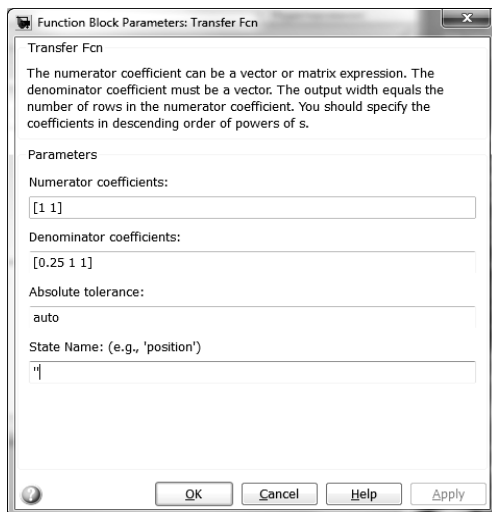 Function Block Parameters: Transfer Fcn
Transfer Fcn
The numerator coefficient can be a vector or matrix expression. The
denominator coefficient must be a vector. The output width equals the
number of rows in the numerator coefficient. You should specify the
coefficients in descending order of powers of s.
Parameters
Numerator coefficients:
[1 1]
Denominator coefficients:
[0.25 1 1]
Absolute tolerance:
auto
State Name: (e.g., 'position')
''
OK Cancel Help Apply